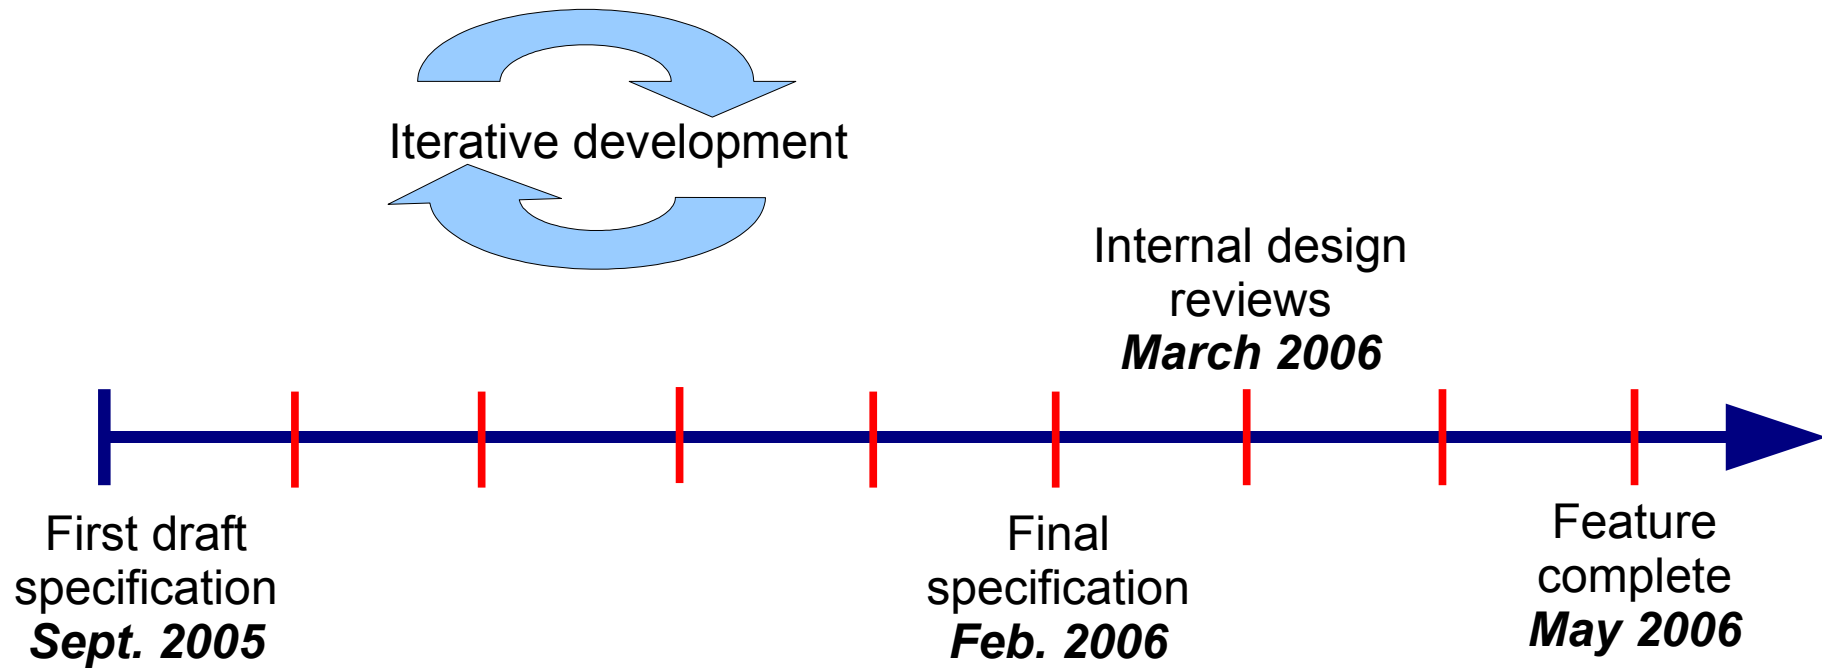 Iterative development
Internal design
reviews
March 2006
First draft
specification
Sept. 2005
Final
specification
Feb. 2006
Feature
complete
May 2006